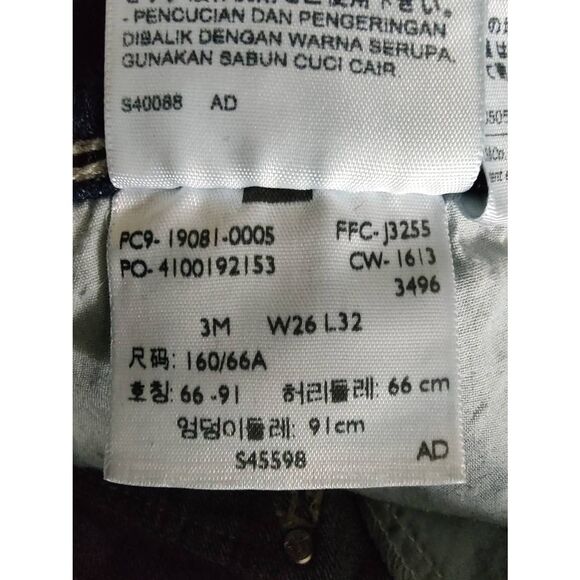 - PENCUCIAN DAN PENGERINGAN
DIBALIK DENGAN WARNA SERUPA.
GUNAKAN SABUN CUCI CAIR
S40088 AD
PC9- 19081-0005 FFC- J3255
PO- 4100192153 CW- 1613
3496
3M W26 L32
尺码: 160/66A
호칭: 66 -91 허리둘레: 66 cm
엉덩이둘레: 91cm
S45598 AD